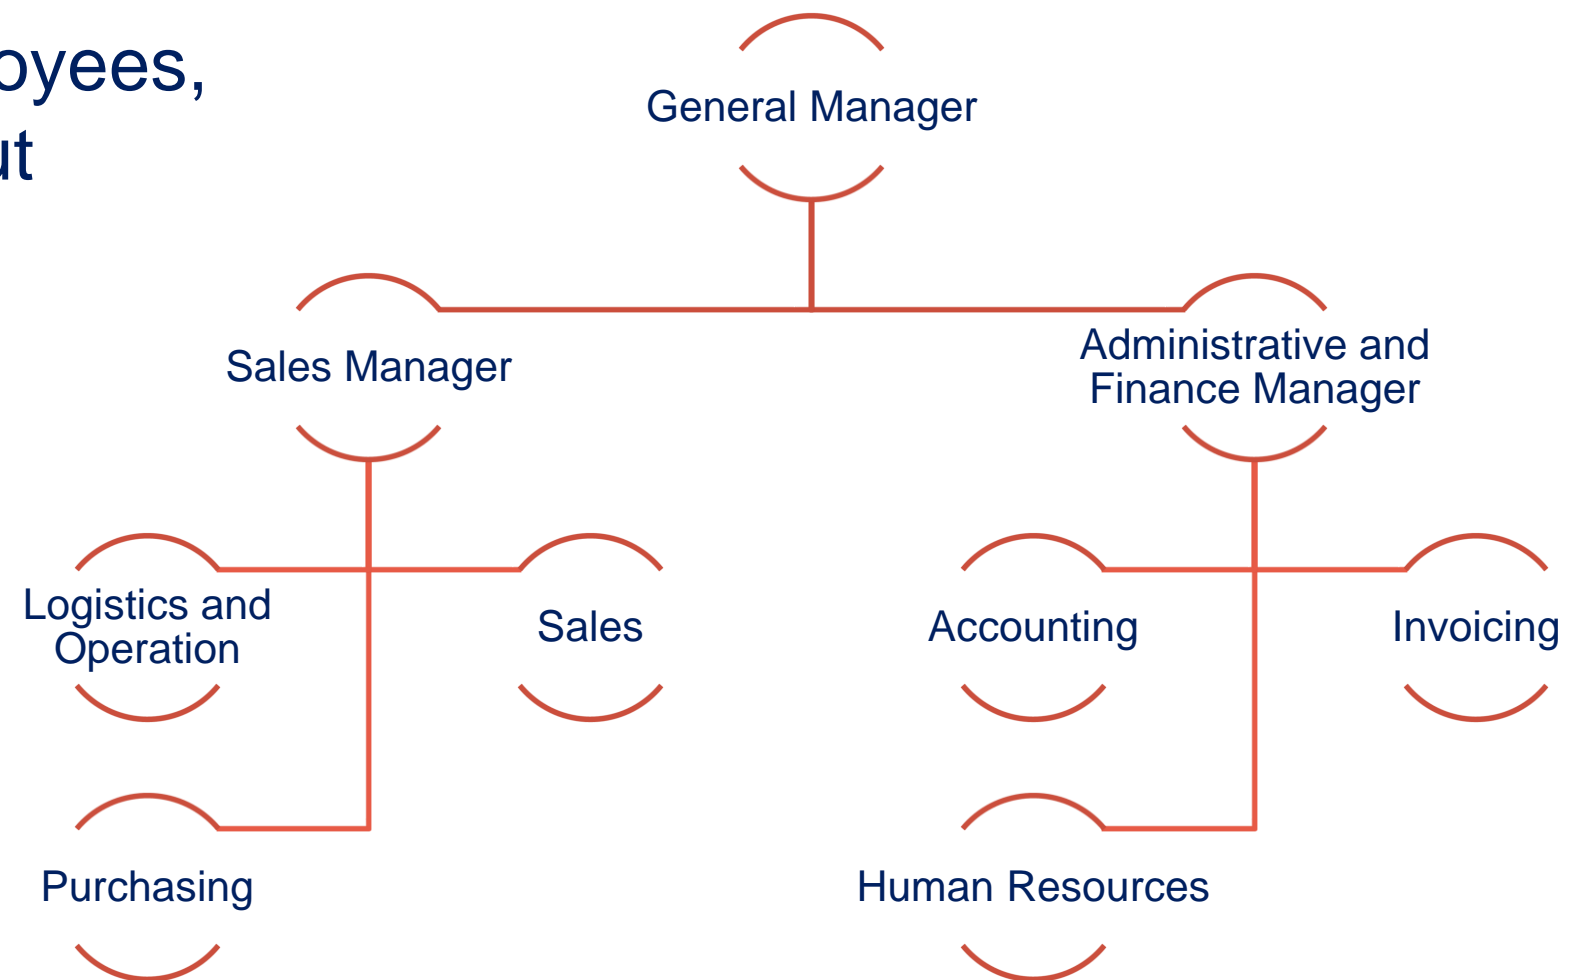 oyees,
ut
General Manager
Sales Manager
Administrative and
Finance Manager
Logistics and
Operation
Sales
Accounting
Invoicing
Purchasing
Human Resources